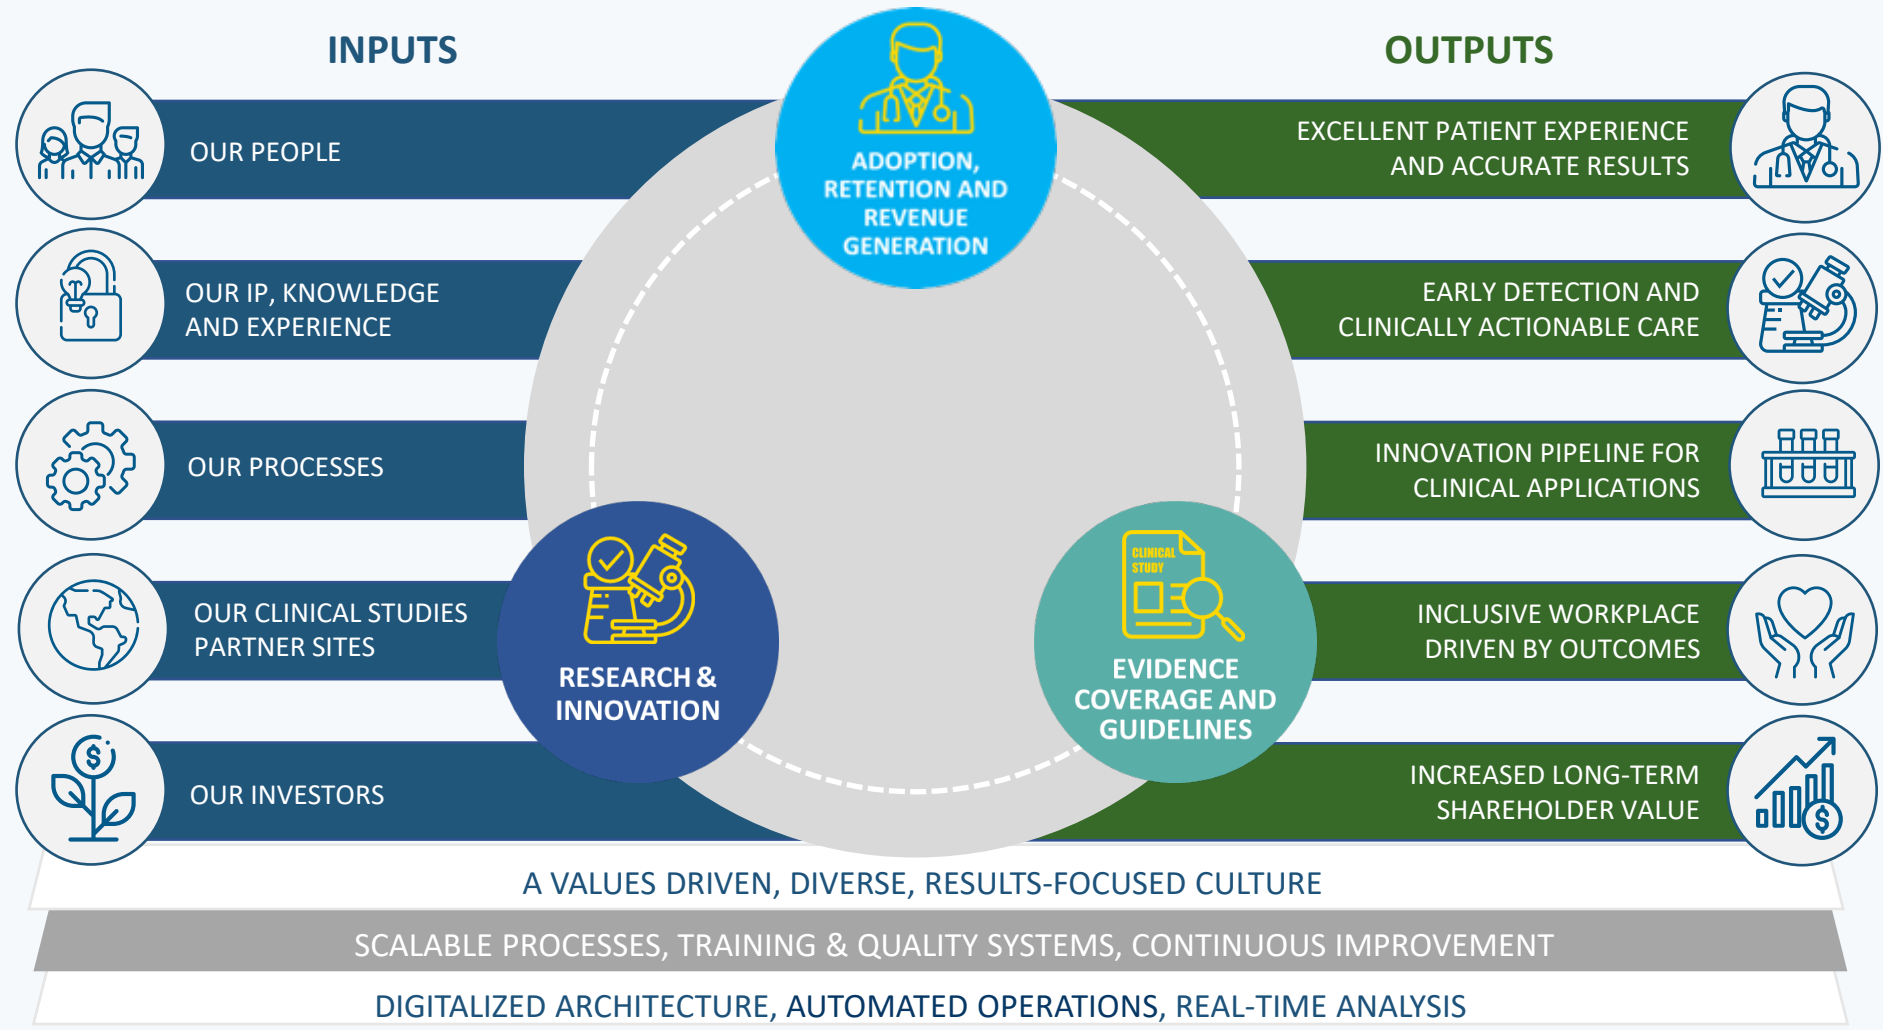 INPUTS
OUR PEOPLE
OUR IP, KNOWLEDGE
AND EXPERIENCE
OUR PROCESSES
OUR CLINICAL STUDIES
PARTNER SITES
OUR INVESTORS
ADOPTION,
RETENTION AND
REVENUE
GENERATION
RESEARCH &
INNOVATION
CLINICAL
STUDY
EVIDENCE
COVERAGE AND
GUIDELINES
OUTPUTS
EXCELLENT PATIENT EXPERIENCE
AND ACCURATE RESULTS
EARLY DETECTION AND
CLINICALLY ACTIONABLE CARE
INNOVATION PIPELINE FOR
CLINICAL APPLICATIONS
INCLUSIVE WORKPLACE
DRIVEN BY OUTCOMES
INCREASED LONG-TERM
SHAREHOLDER VALUE
A VALUES DRIVEN, DIVERSE, RESULTS-FOCUSED CULTURE
SCALABLE PROCESSES, TRAINING & QUALITY SYSTEMS, CONTINUOUS IMPROVEMENT
DIGITALIZED ARCHITECTURE, AUTOMATED OPERATIONS, REAL-TIME ANALYSIS